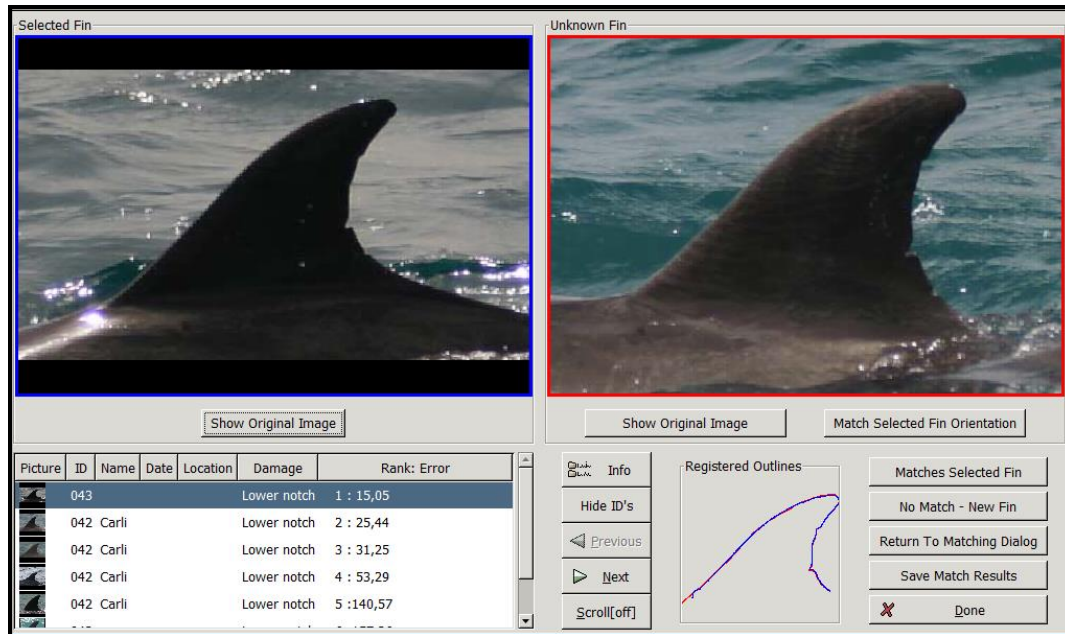 Selected Fin
Unknown Fin
Show Original Image
Show Original Image
Match Selected Fin Orientation
Picture ID Name Date Location Damage Rank: Error
043 Lower notch 1 : 15,05
042 Carli Lower notch 2 : 25,44
042 Carli Lower notch 3 : 31,25
042 Carli Lower notch 4 : 53,29
042 Carli Lower notch 5 :140,57
Info
Hide ID's
Previous
Next
Scroll[off]
Registered Outlines
Matches Selected Fin
No Match - New Fin
Return To Matching Dialog
Save Match Results
Done